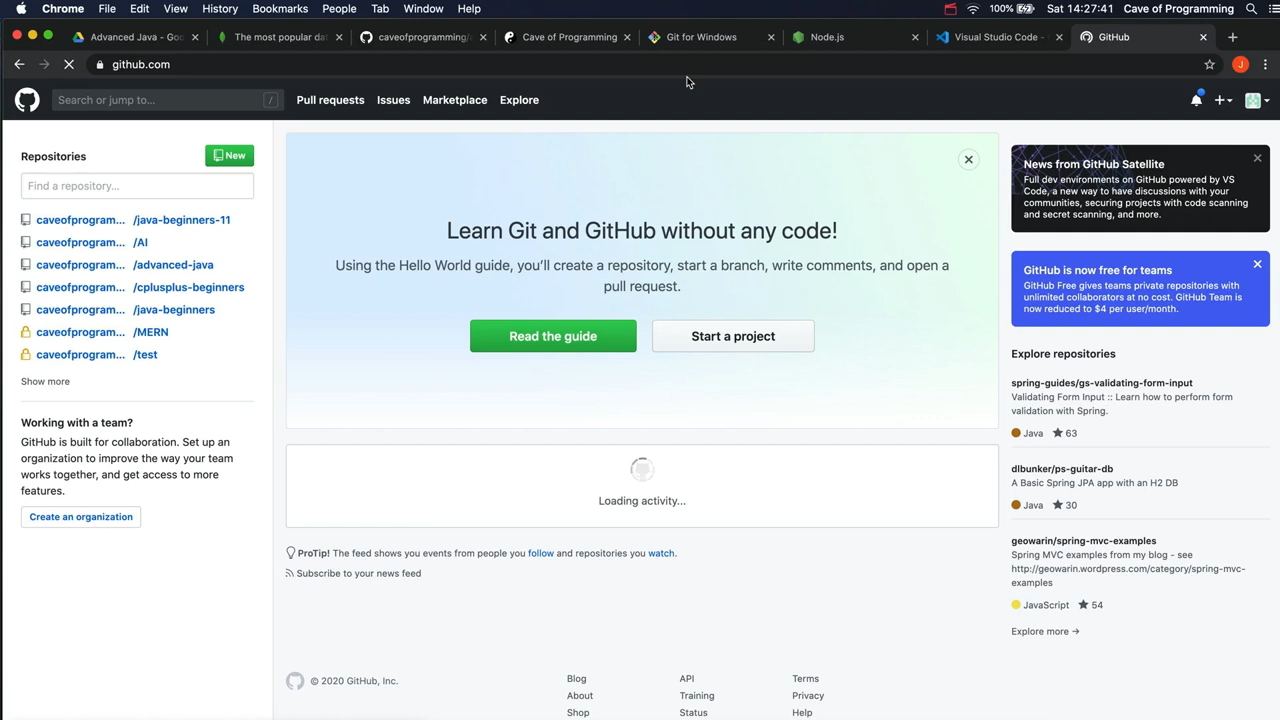 Chrome File Edit View History Bookmarks People Tab Window Help 100% Sat 14:27:41 Cave of Programming
Advanced Java - Goo The most popular dat caveofprogramming/ Cave of Programming Git for Windows Node.js Visual Studio Code - GitHub
github.com J
Search or jump to... / Pull requests Issues Marketplace Explore
Repositories New
Find a repository...
caveofprogram... /java-beginners-11
caveofprogram... /AI
caveofprogram... /advanced-java
caveofprogram... /cplusplus-beginners
caveofprogram... /java-beginners
caveofprogram... /MERN
caveofprogram... /test
Show more
Working with a team?
GitHub is built for collaboration. Set up an
organization to improve the way your team
works together, and get access to more
features.
Create an organization
Learn Git and GitHub without any code!
Using the Hello World guide, you’ll create a repository, start a branch, write comments, and open a
pull request.
Read the guide Start a project
Loading activity...
ProTip! The feed shows you events from people you follow and repositories you watch.
Subscribe to your news feed
News from GitHub Satellite
Full dev environments on GitHub powered by VS
Code, a new way to have discussions with your
communities, securing projects with code scanning
and secret scanning, and more.
GitHub is now free for teams
GitHub Free gives teams private repositories with
unlimited collaborators at no cost. GitHub Team is
now reduced to $4 per user/month.
Explore repositories
spring-guides/gs-validating-form-input
Validating Form Input :: Learn how to perform form
validation with Spring.
Java 63
dlbunker/ps-guitar-db
A Basic Spring JPA app with an H2 DB
Java 30
geowarin/spring-mvc-examples
Spring MVC examples from my blog - see
http://geowarin.wordpress.com/category/spring-mvc-
examples
JavaScript 54
Explore more →
© 2020 GitHub, Inc.
Blog API Terms
About Training Privacy
Shop Status Help